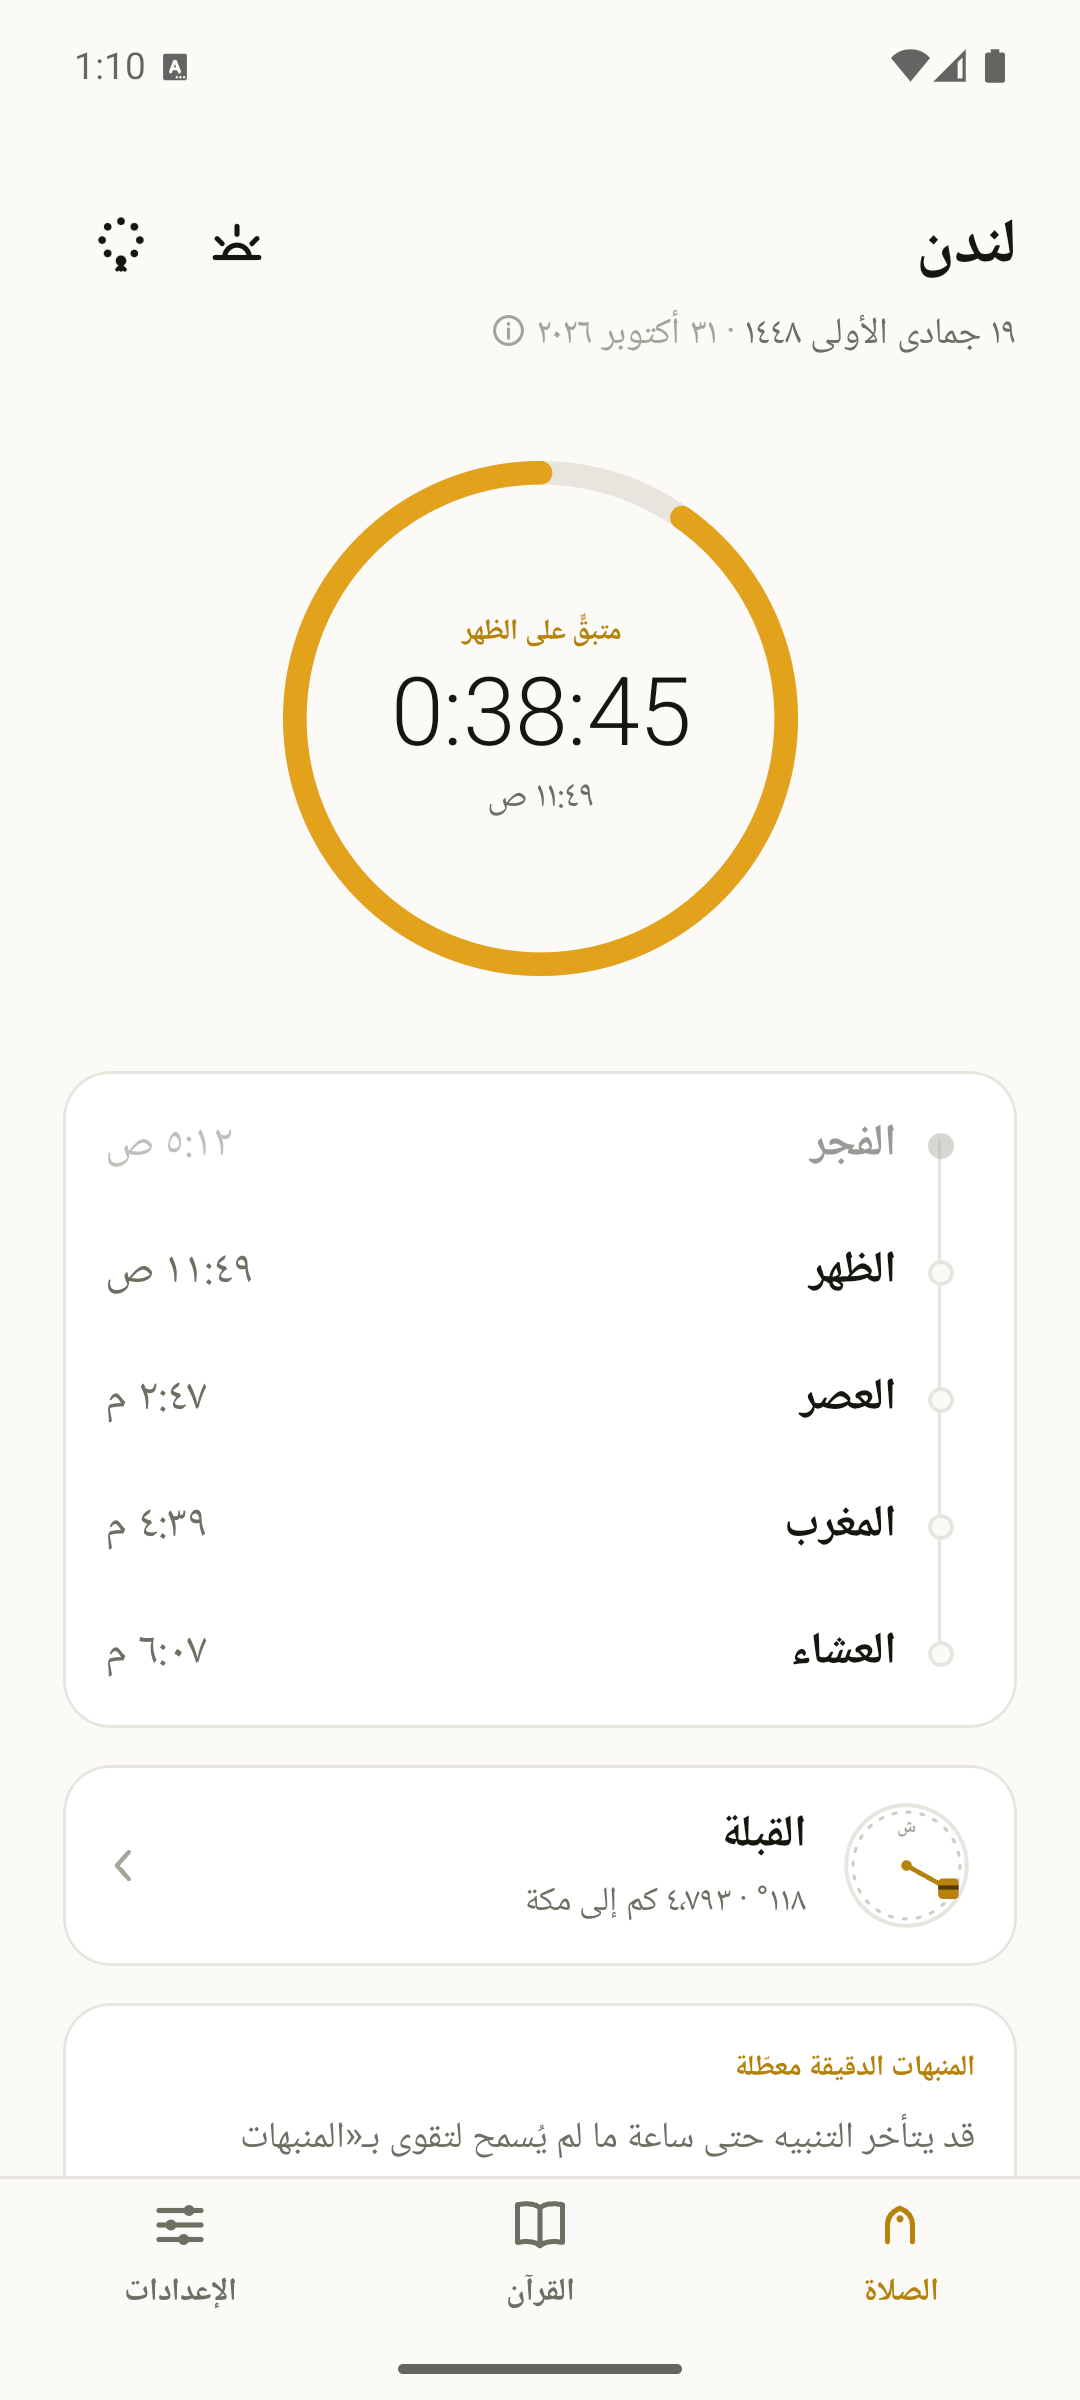 1:10
لندن
١٩ جمادى الأولى ١٤٤٨ · ٣١ أكتوبر ٢٠٢٦
متبقٍّ على الظهر
0:38:45
١١:٤٩ ص
الفجر ٥:١٢ ص
الظهر ١١:٤٩ ص
العصر ٢:٤٧ م
المغرب ٤:٣٩ م
العشاء ٦:٠٧ م
ش
القبلة
١١٨° · ٤٬٧٩٣ كم إلى مكة
المنبهات الدقيقة معطّلة
قد يتأخر التنبيه حتى ساعة ما لم يُسمح لتقوى بـ«المنبهات
الصلاة
القرآن
الإعدادات